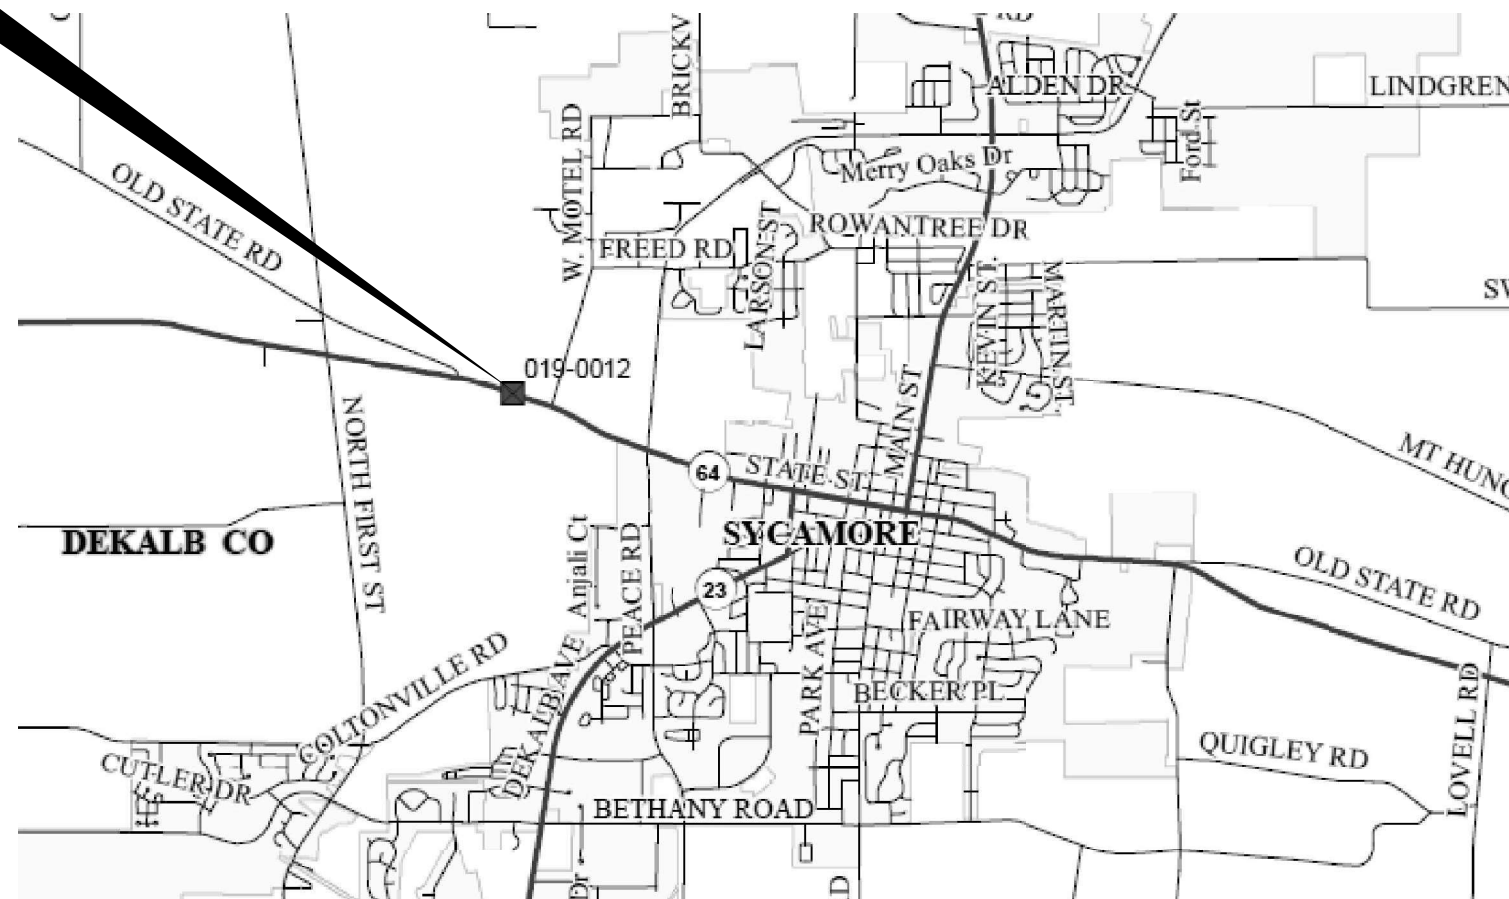 RD
BRICKV
ALDEN DR
LINDGREN
W. MOTEL RD
Ford St
Merry Oaks Dr
OLD STATE RD
LARSON ST
ROWANTREE DR
FREED RD
KEVIN ST.
MARTIN ST.
SW
019-0012
NORTH FIRST ST
MAIN ST
64
STATE ST
MT HUNG
DEKALB CO
SYCAMORE
Anjali Ct
PEACE RD
23
OLD STATE RD
FAIRWAY LANE
COLTONVILLE RD
DEKALB AVE
PARK AVE
BECKER PL
LOVELL RD
QUIGLEY RD
CUTLER DR
BETHANY ROAD
Dr
D